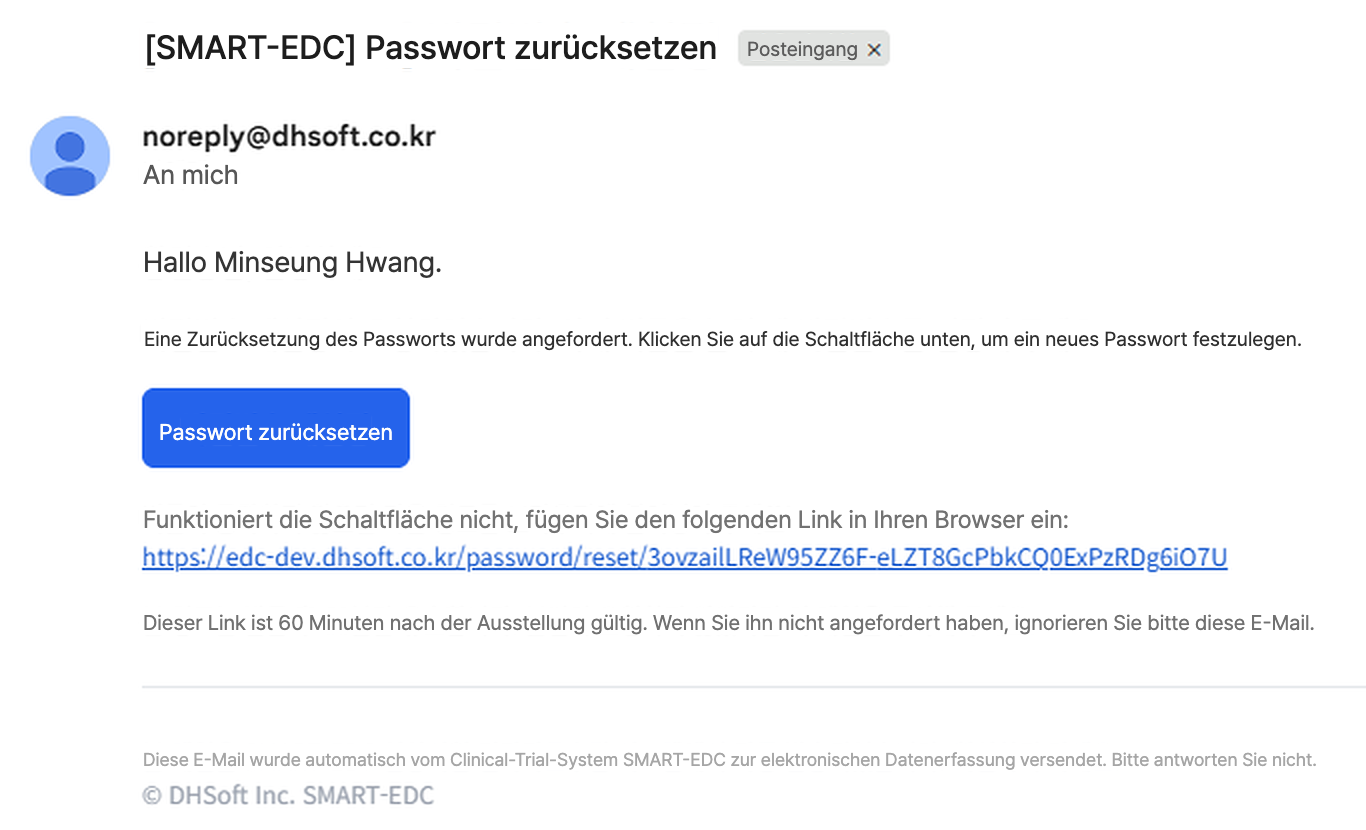 [SMART-EDC] Passwort zurücksetzen Posteingang ×
noreply@dhsoft.co.kr
An mich
Hallo Minseung Hwang.
Eine Zurücksetzung des Passworts wurde angefordert. Klicken Sie auf die Schaltfläche unten, um ein neues Passwort festzulegen.
Passwort zurücksetzen
Funktioniert die Schaltfläche nicht, fügen Sie den folgenden Link in Ihren Browser ein:
https://edc-dev.dhsoft.co.kr/password/reset/3ovzailLReW95ZZ6F-eLZT8GcPbkCQ0ExPzRDg6iO7U
Dieser Link ist 60 Minuten nach der Ausstellung gültig. Wenn Sie ihn nicht angefordert haben, ignorieren Sie bitte diese E-Mail.
Diese E-Mail wurde automatisch vom Clinical-Trial-System SMART-EDC zur elektronischen Datenerfassung versendet. Bitte antworten Sie nicht.
© DHSoft Inc. SMART-EDC